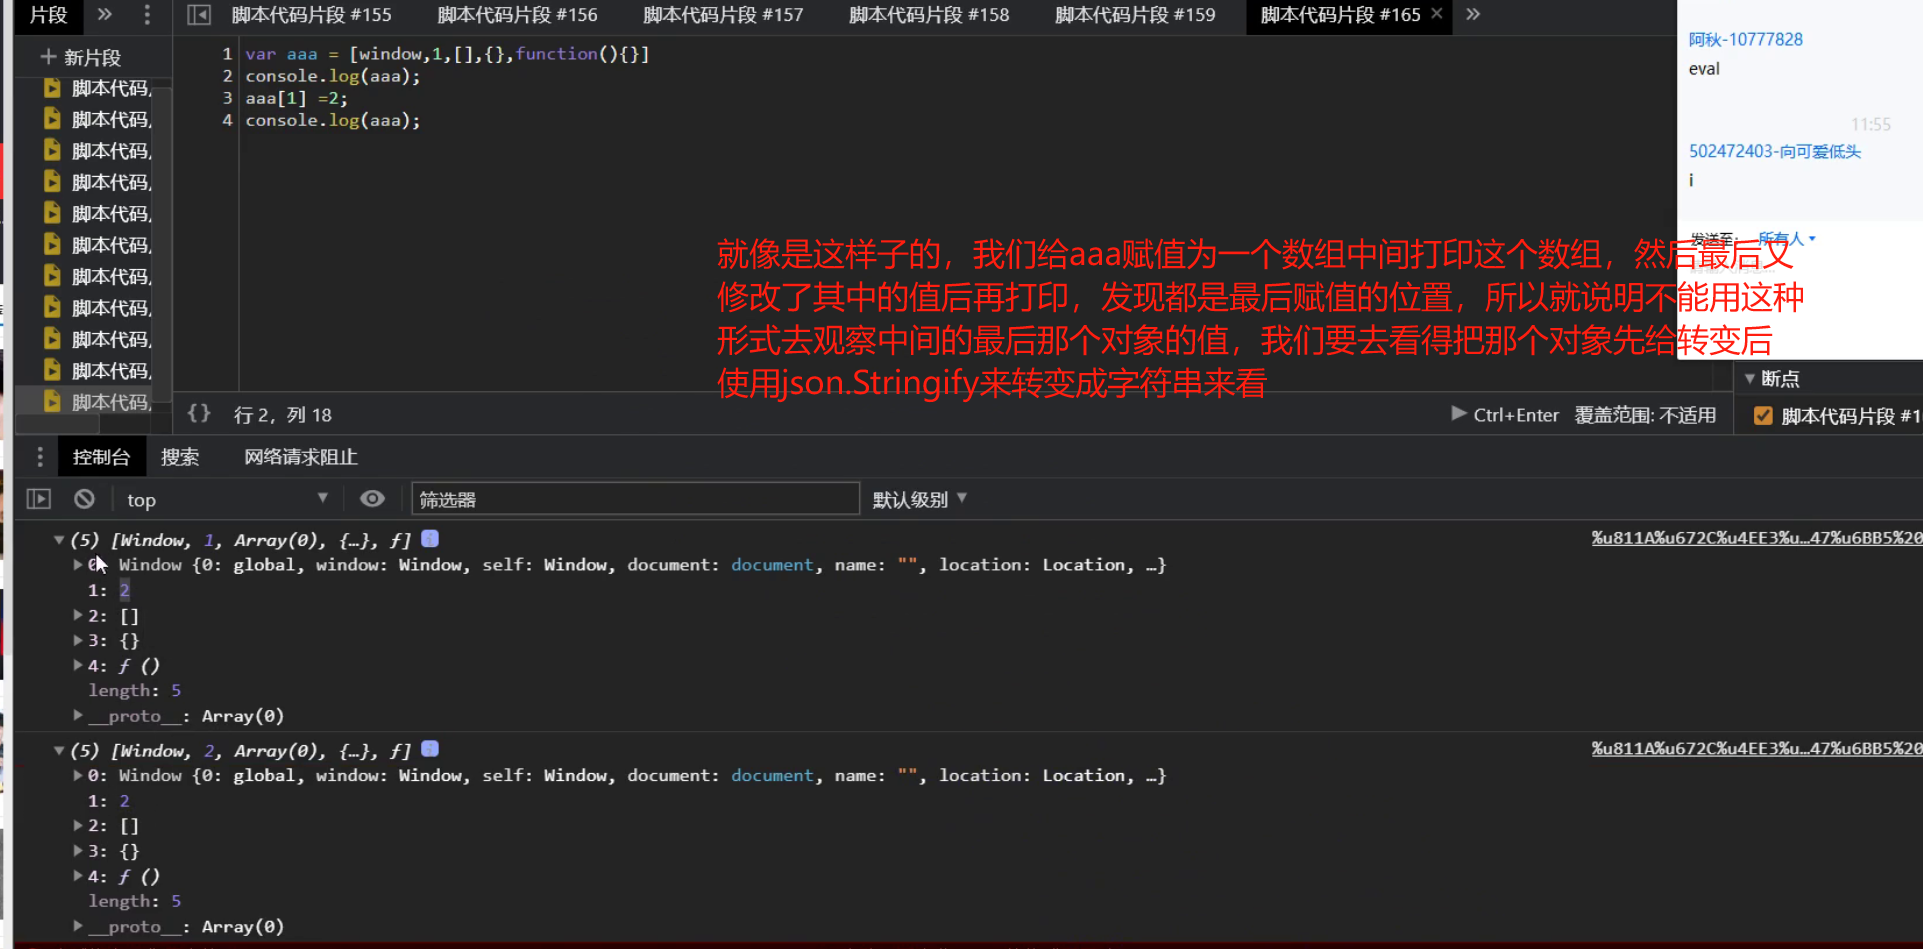 片段
脚本代码片段 #155
脚本代码片段 #156
脚本代码片段 #157
脚本代码片段 #158
脚本代码片段 #159
脚本代码片段 #165 ×
+ 新片段
脚本代码
脚本代码
脚本代码
脚本代码
脚本代码
脚本代码
脚本代码
脚本代码
脚本代码
脚本代码
脚本代码
1 var aaa = [window,1,[],{},function(){}]
2 console.log(aaa);
3 aaa[1] =2;
4 console.log(aaa);
阿秋-10777828
eval
11:55
502472403-向可爱低头
i
发送至: 所有人
就像是这样子的，我们给aaa赋值为一个数组中间打印这个数组，然后最后又
修改了其中的值后再打印，发现都是最后赋值的位置，所以就说明不能用这种
形式去观察中间的最后那个对象的值，我们要去看得把那个对象先给转变后
使用json.Stringify来转变成字符串来看
{} 行 2，列 18
Ctrl+Enter 覆盖范围: 不适用
断点
脚本代码片段 #1
控制台 搜索 网络请求阻止
top 筛选器 默认级别
(5) [Window, 1, Array(0), {…}, ƒ] i
%u811A%u672C%u4EE3%u…47%u6BB5%20
0: Window {0: global, window: Window, self: Window, document: document, name: "", location: Location, …}
1: 2
2: []
3: {}
4: ƒ ()
length: 5
__proto__: Array(0)
(5) [Window, 2, Array(0), {…}, ƒ] i
%u811A%u672C%u4EE3%u…47%u6BB5%20
0: Window {0: global, window: Window, self: Window, document: document, name: "", location: Location, …}
1: 2
2: []
3: {}
4: ƒ ()
length: 5
__proto__: Array(0)